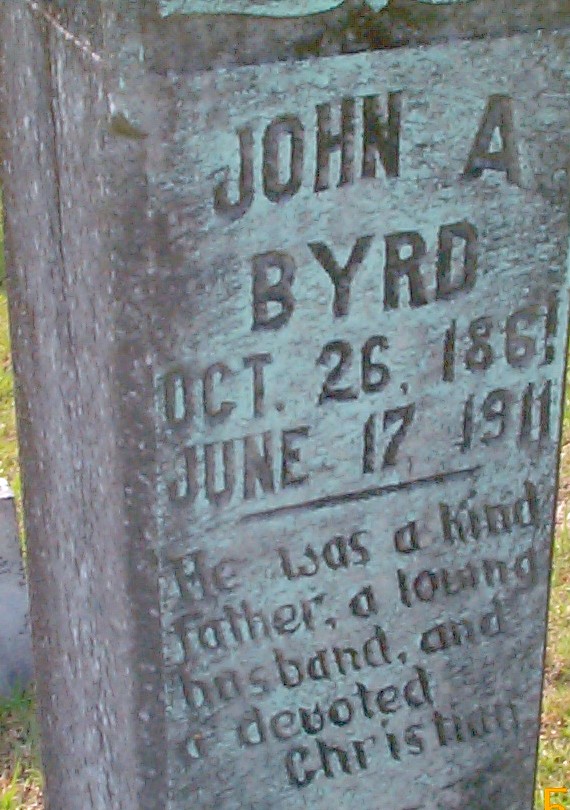 JOHN A
BYRD
OCT. 26, 1861
JUNE 17 1911
He was a kind
father, a loving
husband, and
a devoted
Christian
E